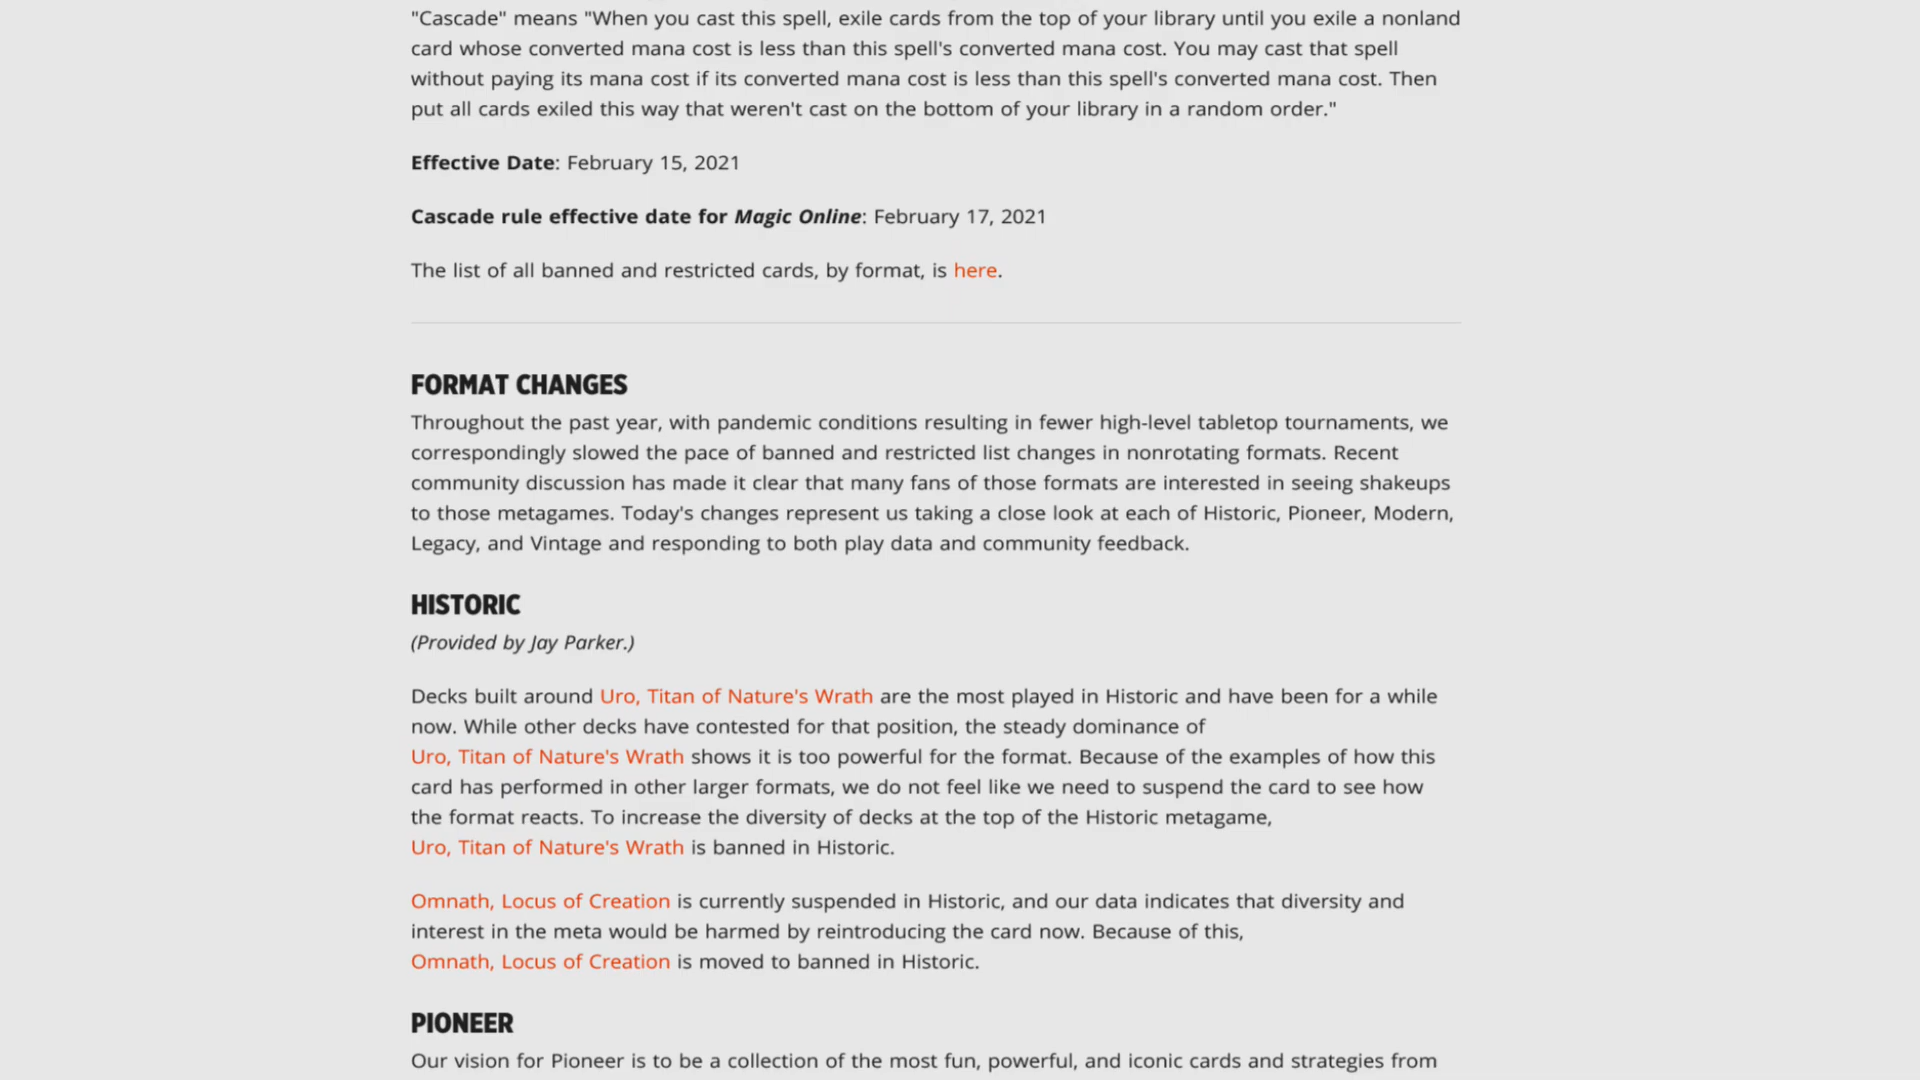 "Cascade" means "When you cast this spell, exile cards from the top of your library until you exile a nonland
card whose converted mana cost is less than this spell's converted mana cost. You may cast that spell
without paying its mana cost if its converted mana cost is less than this spell's converted mana cost. Then
put all cards exiled this way that weren't cast on the bottom of your library in a random order."
Effective Date: February 15, 2021
Cascade rule effective date for Magic Online: February 17, 2021
The list of all banned and restricted cards, by format, is here.
FORMAT CHANGES
Throughout the past year, with pandemic conditions resulting in fewer high-level tabletop tournaments, we
correspondingly slowed the pace of banned and restricted list changes in nonrotating formats. Recent
community discussion has made it clear that many fans of those formats are interested in seeing shakeups
to those metagames. Today's changes represent us taking a close look at each of Historic, Pioneer, Modern,
Legacy, and Vintage and responding to both play data and community feedback.
HISTORIC
(Provided by Jay Parker.)
Decks built around Uro, Titan of Nature's Wrath are the most played in Historic and have been for a while
now. While other decks have contested for that position, the steady dominance of
Uro, Titan of Nature's Wrath shows it is too powerful for the format. Because of the examples of how this
card has performed in other larger formats, we do not feel like we need to suspend the card to see how
the format reacts. To increase the diversity of decks at the top of the Historic metagame,
Uro, Titan of Nature's Wrath is banned in Historic.
Omnath, Locus of Creation is currently suspended in Historic, and our data indicates that diversity and
interest in the meta would be harmed by reintroducing the card now. Because of this,
Omnath, Locus of Creation is moved to banned in Historic.
PIONEER
Our vision for Pioneer is to be a collection of the most fun, powerful, and iconic cards and strategies from